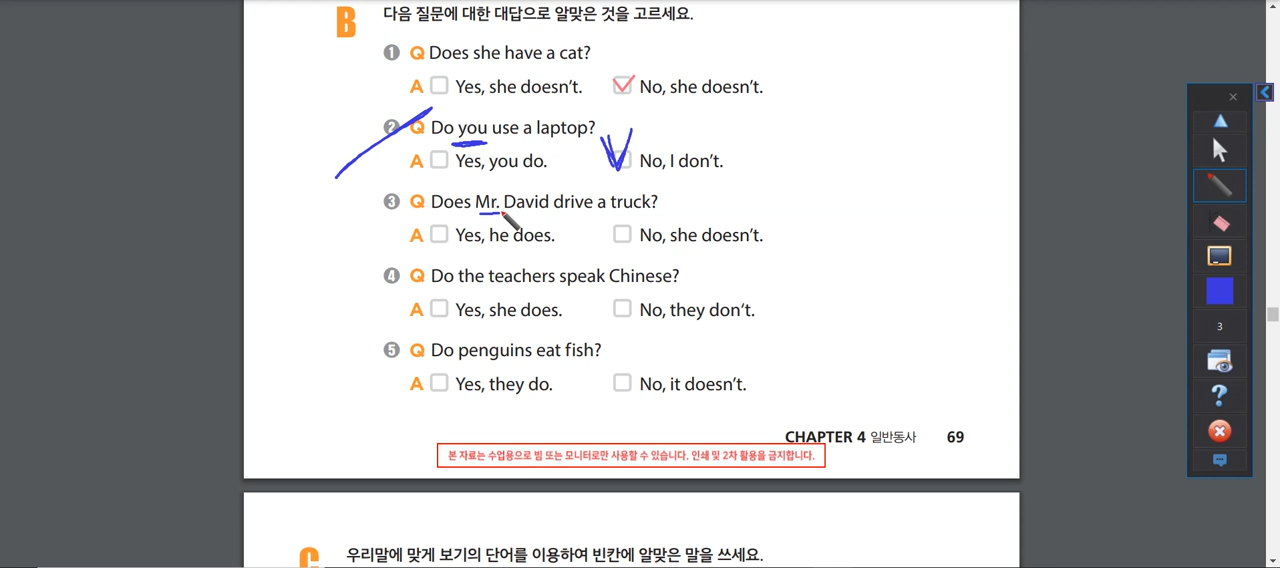 B 다음 질문에 대한 대답으로 알맞은 것을 고르세요.
1 Q Does she have a cat?
A Yes, she doesn't. No, she doesn't.
2 Q Do you use a laptop?
A Yes, you do. No, I don't.
3 Q Does Mr. David drive a truck?
A Yes, he does. No, she doesn't.
4 Q Do the teachers speak Chinese?
A Yes, she does. No, they don't.
5 Q Do penguins eat fish?
A Yes, they do. No, it doesn't.
CHAPTER 4 일반동사 69
본 자료는 수업용으로 빔 또는 모니터로만 사용할 수 있습니다. 인쇄 및 2차 활용을 금지합니다.
C 우리말에 맞게 보기의 단어를 이용하여 빈칸에 알맞은 말을 쓰세요.
3